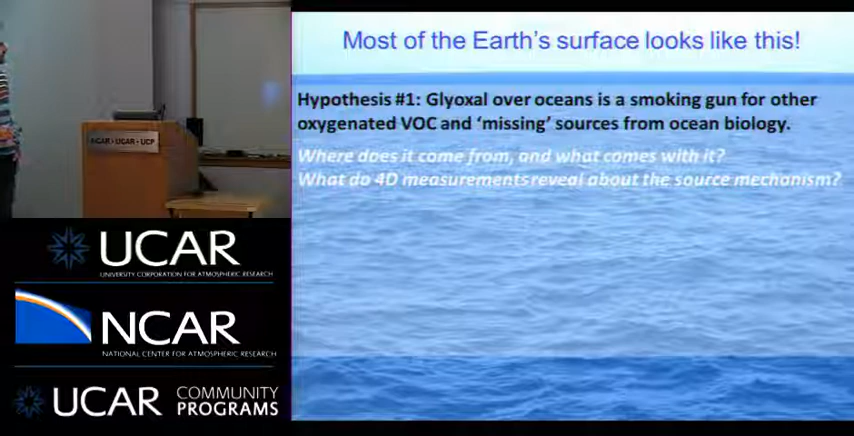 Most of the Earth's surface looks like this!
Hypothesis #1: Glyoxal over oceans is a smoking gun for other
oxygenated VOC and ‘missing’ sources from ocean biology.
Where does it come from, and what comes with it?
What do 4D measurements reveal about the source mechanism?
NCAR · UCAR · UCP
UCAR
UNIVERSITY CORPORATION FOR ATMOSPHERIC RESEARCH
NCAR
NATIONAL CENTER FOR ATMOSPHERIC RESEARCH
UCAR COMMUNITY
PROGRAMS